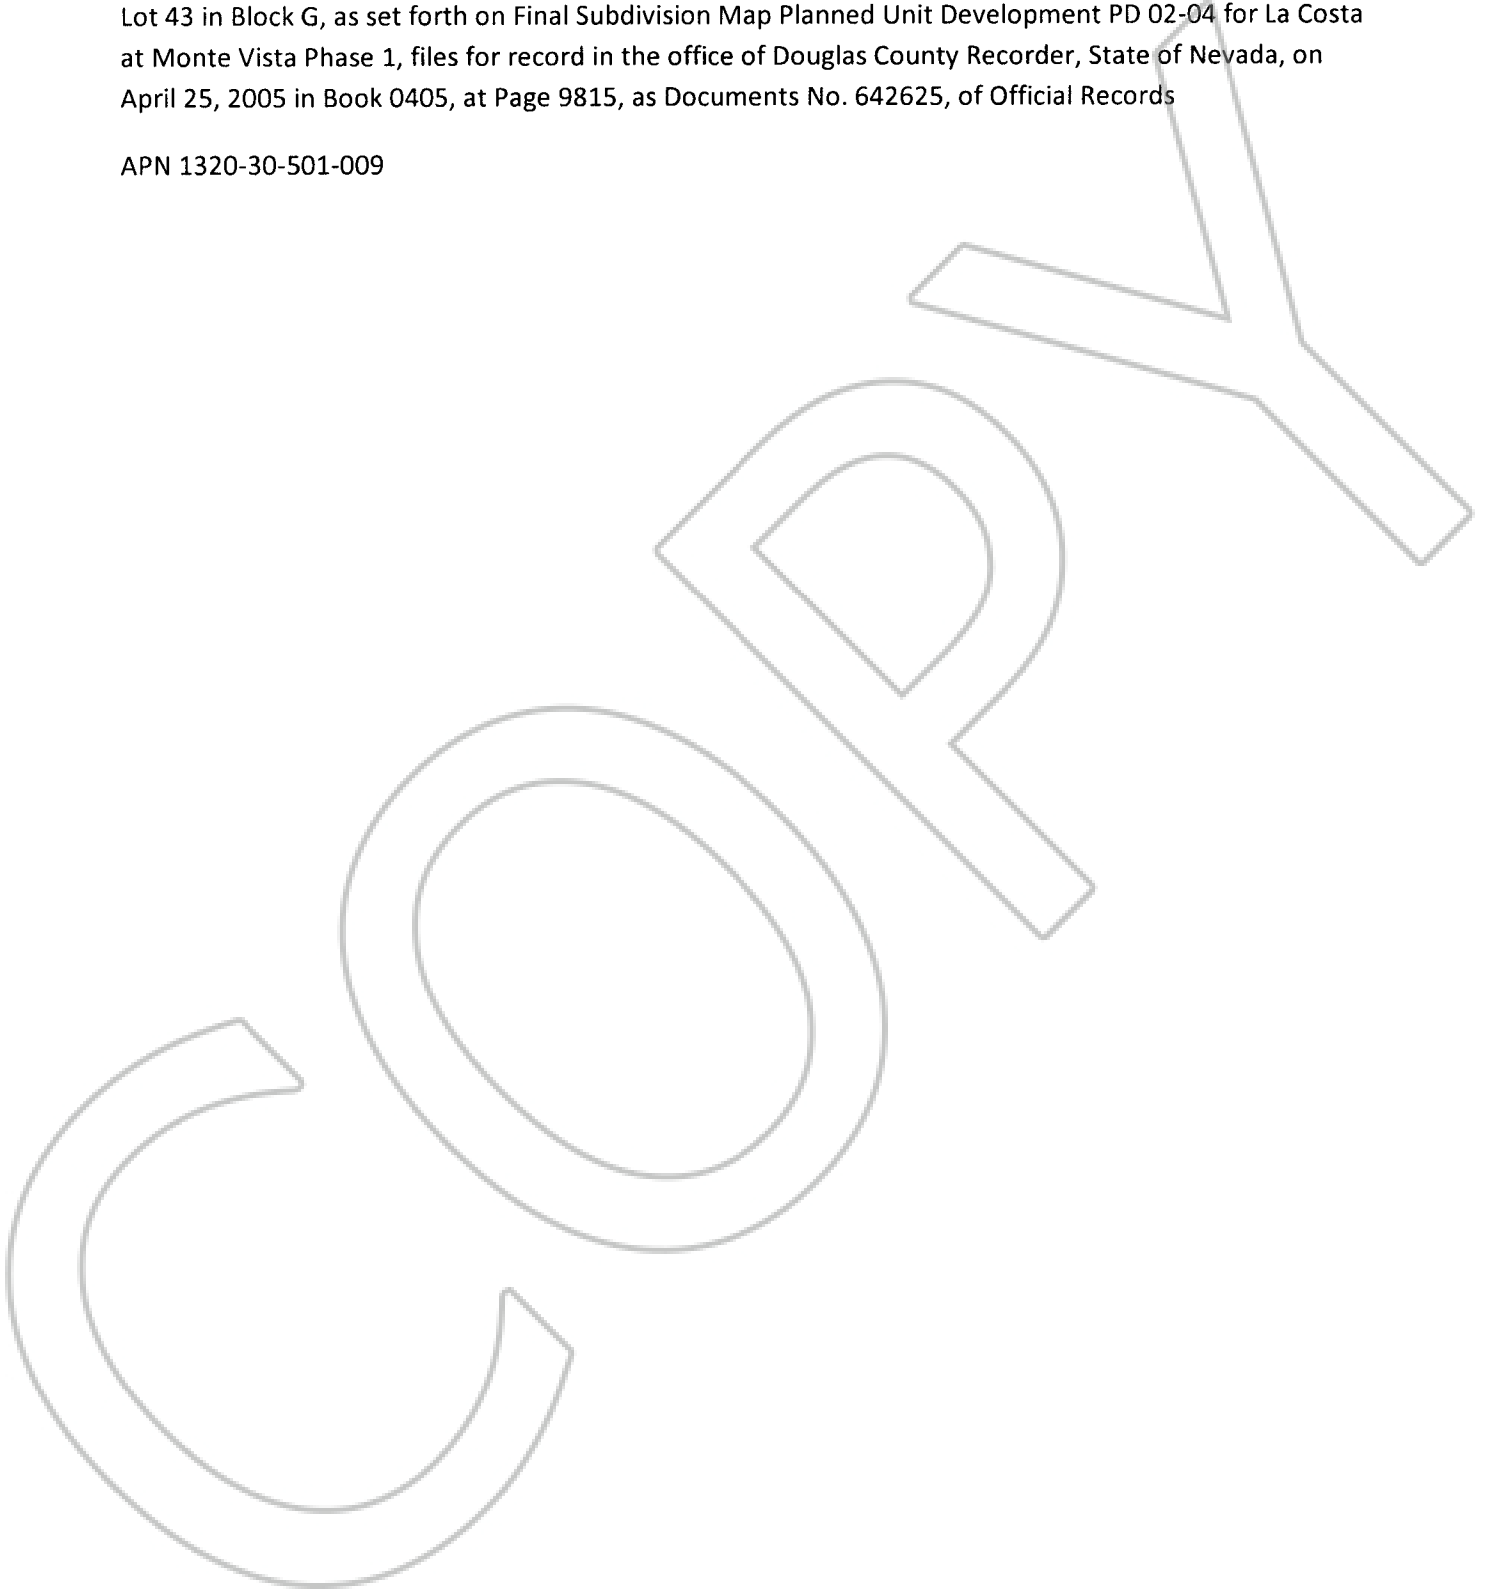 Lot 43 in Block G, as set forth on Final Subdivision Map Planned Unit Development PD 02-04 for La Costa
at Monte Vista Phase 1, files for record in the office of Douglas County Recorder, State of Nevada, on
April 25, 2005 in Book 0405, at Page 9815, as Documents No. 642625, of Official Records
APN 1320-30-501-009
COPY